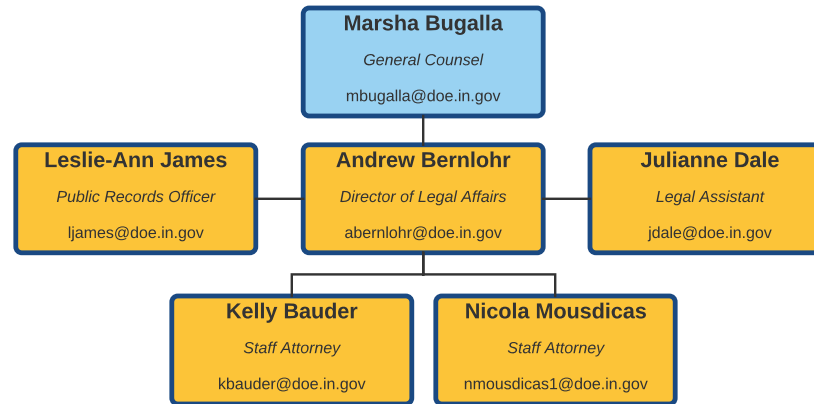 Marsha Bugalla
General Counsel
mbugalla@doe.in.gov
Leslie-Ann James
Public Records Officer
ljames@doe.in.gov
Andrew Bernlohr
Director of Legal Affairs
abernlohr@doe.in.gov
Julianne Dale
Legal Assistant
jdale@doe.in.gov
Kelly Bauder
Staff Attorney
kbauder@doe.in.gov
Nicola Mousdicas
Staff Attorney
nmousdicas1@doe.in.gov